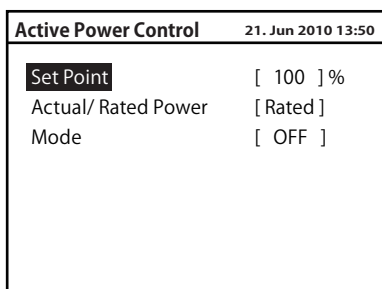 Active Power Control 21. Jun 2010 13:50
Set Point [ 100 ] %
Actual/ Rated Power [ Rated ]
Mode [ OFF ]